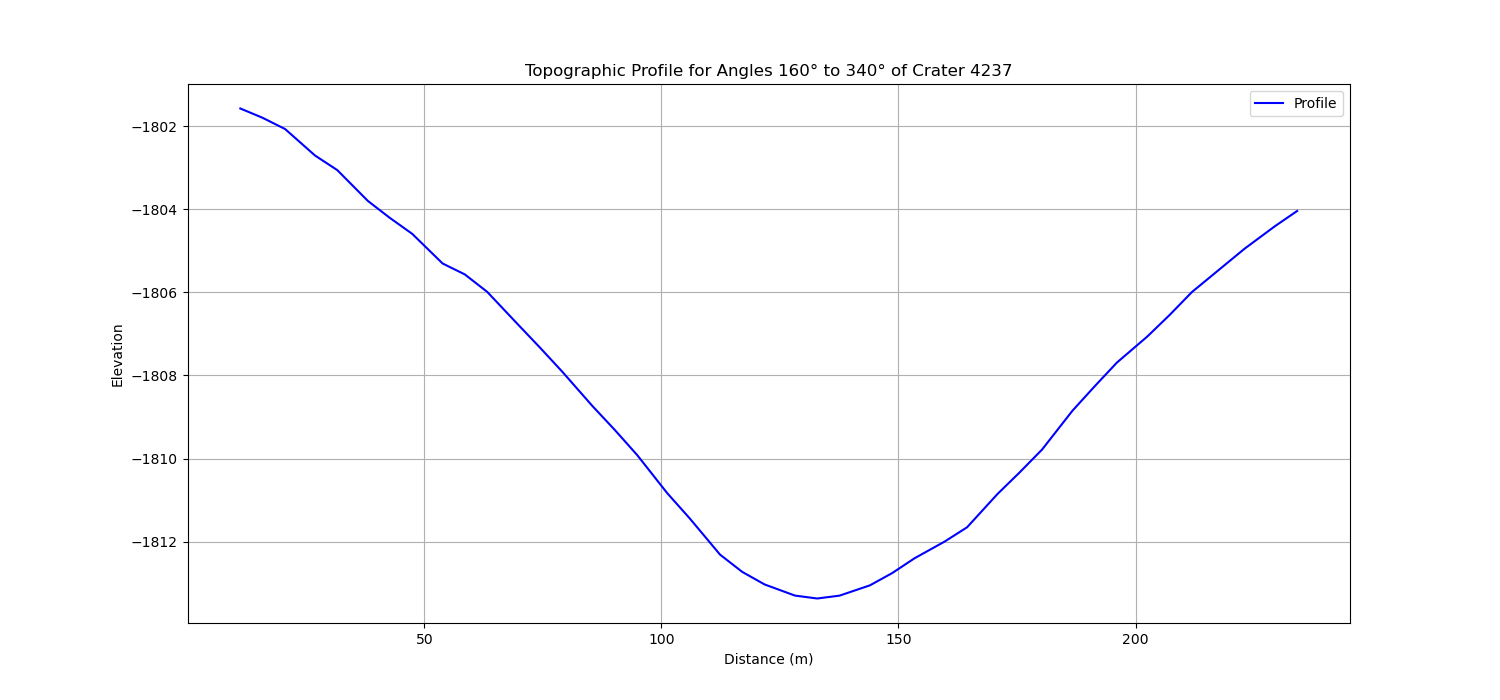 Topographic Profile for Angles 160° to 340° of Crater 4237
Profile
−1802
−1804
−1806
−1808
−1810
−1812
Elevation
50
100
150
200
Distance (m)